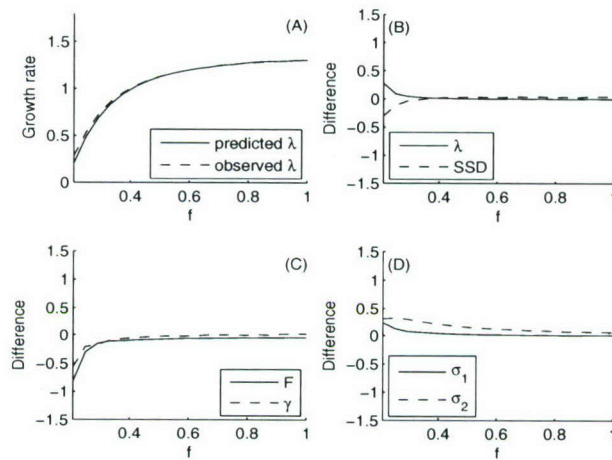 (A)
1.5
1
0.5
0
Growth rate
predicted λ
observed λ
0.4 0.6 0.8 1
f
(B)
1.5
1
0.5
0
−0.5
−1
−1.5
Difference
λ
SSD
0.4 0.6 0.8 1
f
(C)
1.5
1
0.5
0
−0.5
−1
−1.5
Difference
F
γ
0.4 0.6 0.8 1
f
(D)
1.5
1
0.5
0
−0.5
−1
−1.5
Difference
σ1
σ2
0.4 0.6 0.8 1
f